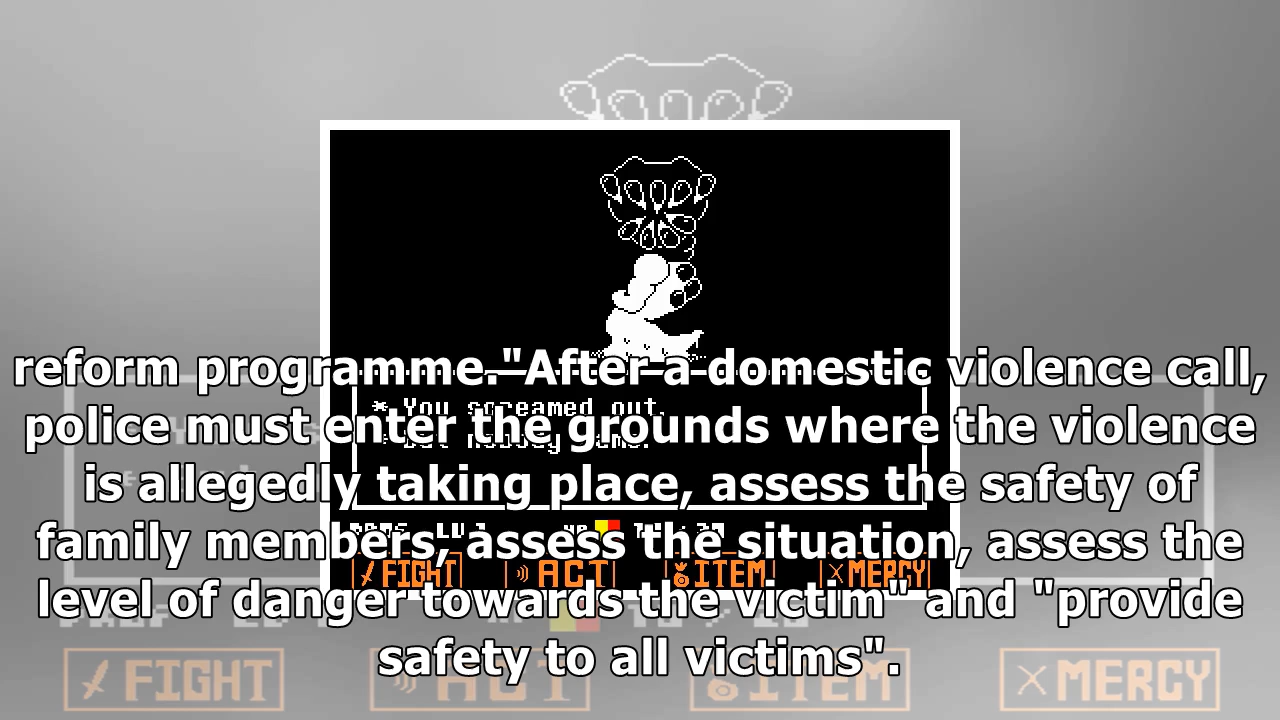 reform programme."After a domestic violence call,
* You screamed out.
police must enter the grounds where the violence
is allegedly taking place, assess the safety of
family members, assess the situation, assess the
FIGHT ACT ITEM MERCY
level of danger towards the victim" and "provide
safety to all victims".
FIGHT ACT ITEM MERCY